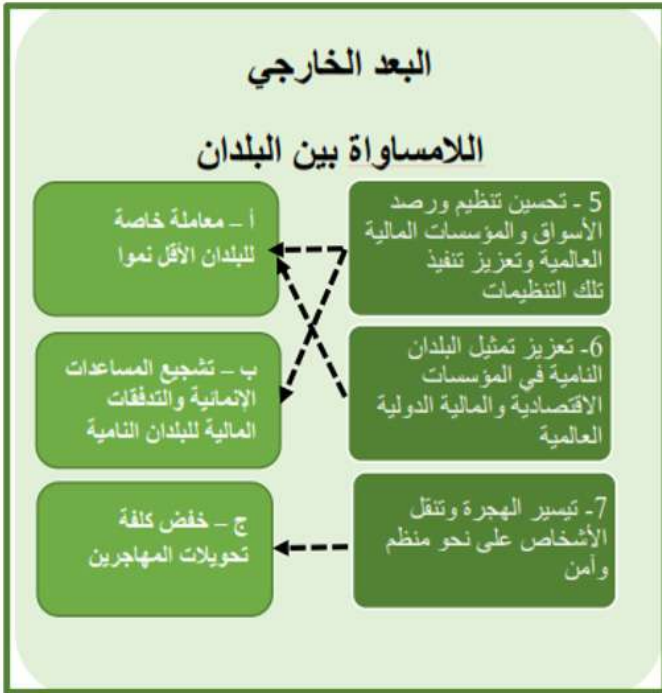 البعد الخارجي
اللامساواة بين البلدان
5 - تحسين تنظيم ورصد
الأسواق والمؤسسات المالية
العالمية وتعزيز تنفيذ
تلك التنظيمات
أ – معاملة خاصة
للبلدان الأقل نموا
6- تعزيز تمثيل البلدان
النامية في المؤسسات
الاقتصادية والمالية الدولية
العالمية
ب – تشجيع المساعدات
الإنمائية والتدفقات
المالية للبلدان النامية
7- تيسير الهجرة وتنقل
الأشخاص على نحو منظم
وآمن
ج – خفض كلفة
تحويلات المهاجرين